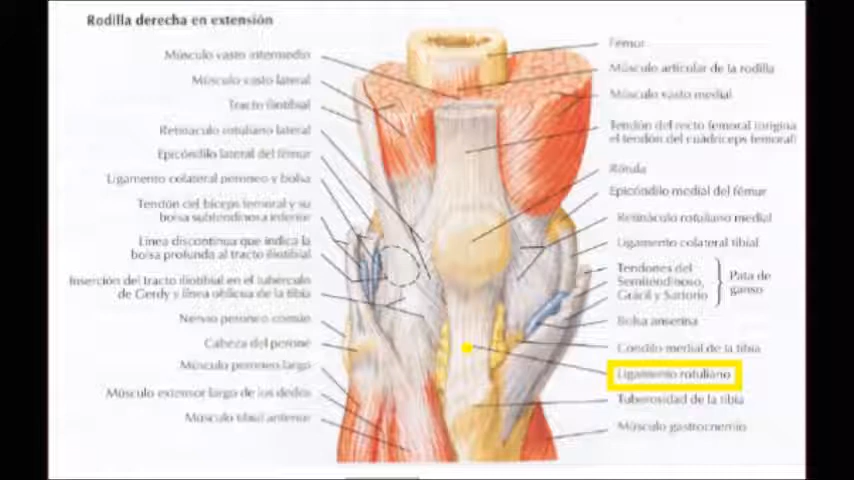 Rodilla derecha en extensión
Músculo vasto intermedio
Músculo vasto lateral
Tracto iliotibial
Retináculo rotuliano lateral
Epicóndilo lateral del fémur
Ligamento colateral peroneo y bolsa
Tendón del bíceps femoral y su
bolsa subtendinosa inferior
Línea discontinua que indica la
bolsa profunda al tracto iliotibial
Inserción del tracto iliotibial en el tubérculo
de Gerdy y línea oblicua de la tibia
Nervio peroneo común
Cabeza del peroné
Músculo peroneo largo
Músculo extensor largo de los dedos
Músculo tibial anterior
Fémur
Músculo articular de la rodilla
Músculo vasto medial
Tendón del recto femoral (origina
el tendón del cuádriceps femoral)
Rótula
Epicóndilo medial del fémur
Retináculo rotuliano medial
Ligamento colateral tibial
Tendones del
Semitendinoso,
Grácil y Sartorio
Pata de
ganso
Bolsa anserina
Cóndilo medial de la tibia
Ligamento rotuliano
Tuberosidad de la tibia
Músculo gastrocnemio